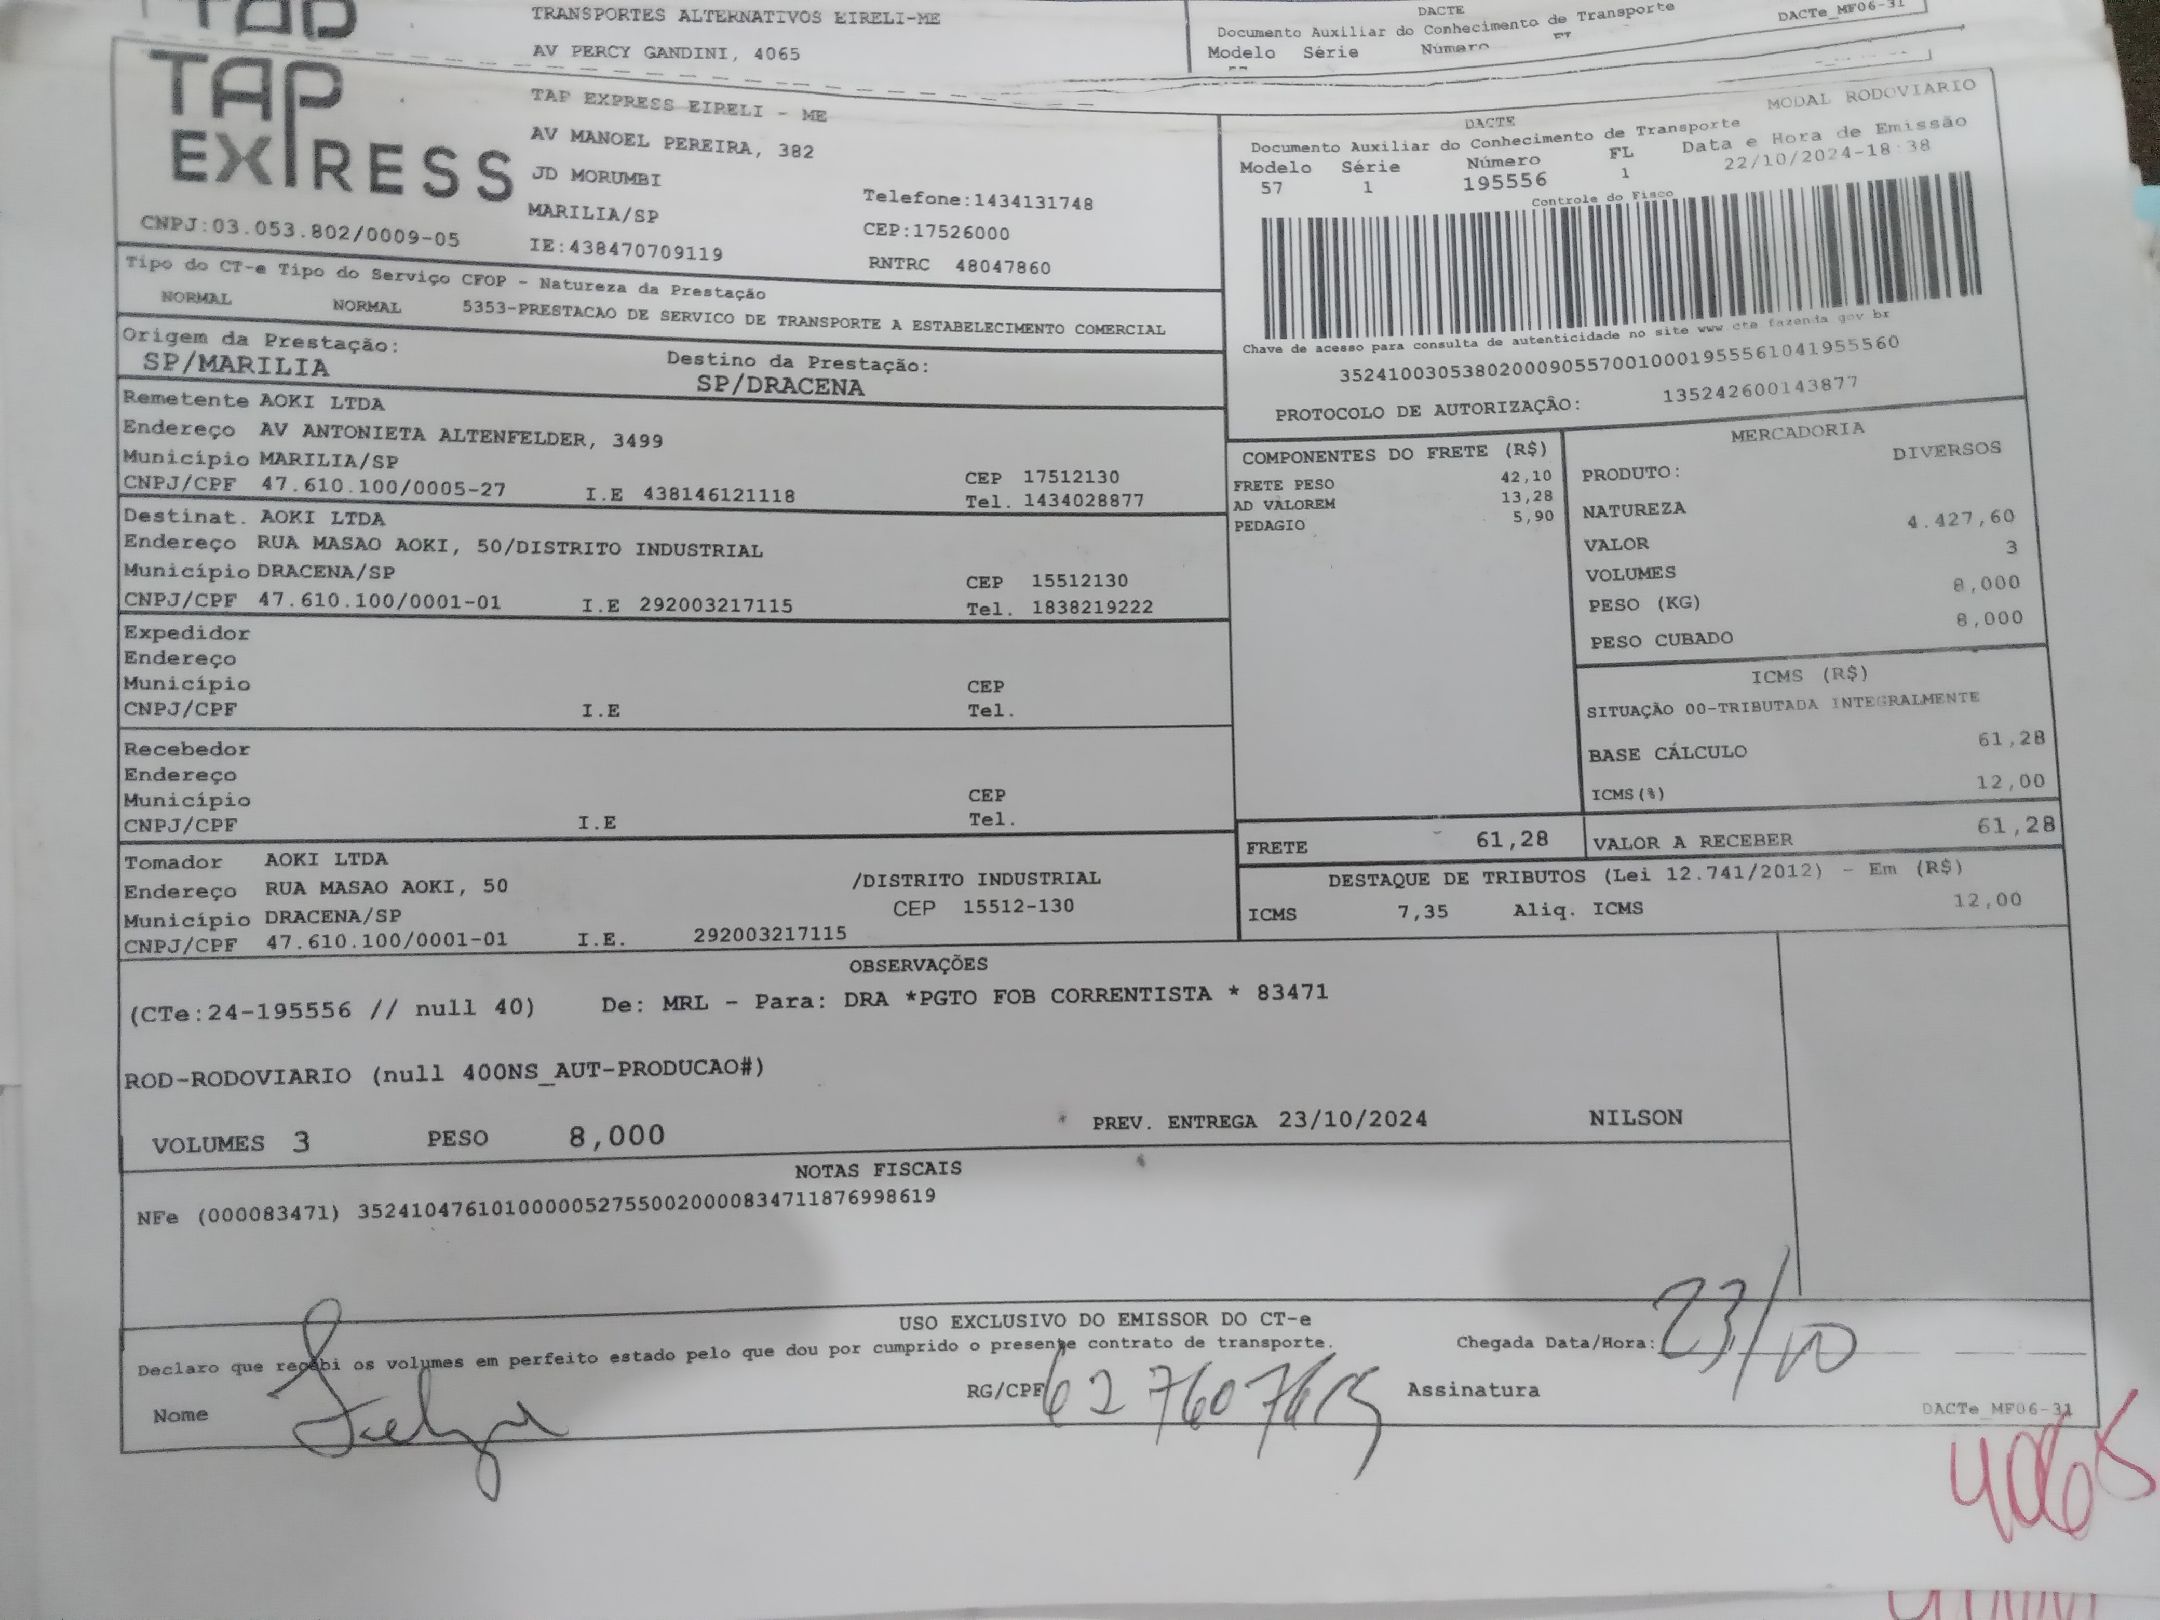 TRANSPORTES ALTERNATIVOS EIRELI-ME
AV PERCY GANDINI, 4065
DACTE
Documento Auxiliar do Conhecimento de Transporte
DACTe_MF06-31
Modelo Série Número
TAP EXPRESS
CNPJ:03.053.802/0009-05
TAP EXPRESS EIRELI - ME
AV MANOEL PEREIRA, 382
JD MORUMBI
MARILIA/SP
IE:438470709119
Telefone:1434131748
CEP:17526000
RNTRC 48047860
MODAL RODOVIARIO
DACTE
Documento Auxiliar do Conhecimento de Transporte
Modelo Série Número FL Data e Hora de Emissão
57 1 195556 1 22/10/2024-18:38
Controle do Fisco
Chave de acesso para consulta de autenticidade no site www.cte fazenda gov br
35241003053802000905570010001955561041955560
PROTOCOLO DE AUTORIZAÇÃO: 135242600143877
Tipo do CT-e Tipo do Serviço CFOP - Natureza da Prestação
NORMAL NORMAL 5353-PRESTACAO DE SERVICO DE TRANSPORTE A ESTABELECIMENTO COMERCIAL
Origem da Prestação: Destino da Prestação:
SP/MARILIA SP/DRACENA
Remetente AOKI LTDA
Endereço AV ANTONIETA ALTENFELDER, 3499
Município MARILIA/SP CEP 17512130
CNPJ/CPF 47.610.100/0005-27 I.E 438146121118 Tel. 1434028877
Destinat. AOKI LTDA
Endereço RUA MASAO AOKI, 50/DISTRITO INDUSTRIAL
Município DRACENA/SP CEP 15512130
CNPJ/CPF 47.610.100/0001-01 I.E 292003217115 Tel. 1838219222
Expedidor
Endereço
Município CEP
CNPJ/CPF I.E Tel.
Recebedor
Endereço
Município CEP
CNPJ/CPF I.E Tel.
Tomador AOKI LTDA
Endereço RUA MASAO AOKI, 50 /DISTRITO INDUSTRIAL
Município DRACENA/SP CEP 15512-130
CNPJ/CPF 47.610.100/0001-01 I.E. 292003217115
COMPONENTES DO FRETE (R$)
FRETE PESO 42,10
AD VALOREM 13,28
PEDAGIO 5,90
MERCADORIA
PRODUTO: DIVERSOS
NATUREZA
VALOR 4.427,60
VOLUMES 3
PESO (KG) 8,000
PESO CUBADO 8,000
ICMS (R$)
SITUAÇÃO 00-TRIBUTADA INTEGRALMENTE
BASE CÁLCULO 61,28
ICMS(%) 12,00
FRETE 61,28 VALOR A RECEBER 61,28
DESTAQUE DE TRIBUTOS (Lei 12.741/2012) - Em (R$)
ICMS 7,35 Aliq. ICMS 12,00
OBSERVAÇÕES
(CTe:24-195556 // null 40) De: MRL - Para: DRA *PGTO FOB CORRENTISTA * 83471
ROD-RODOVIARIO (null 400NS_AUT-PRODUCAO#)
VOLUMES 3 PESO 8,000 PREV. ENTREGA 23/10/2024 NILSON
NOTAS FISCAIS
NFe (000083471) 35241047610100000527550020000834711876998619
USO EXCLUSIVO DO EMISSOR DO CT-e
Declaro que recebi os volumes em perfeito estado pelo que dou por cumprido o presente contrato de transporte. Chegada Data/Hora: 23/10
Nome RG/CPF Assinatura
DACTe_MF06-31
4065